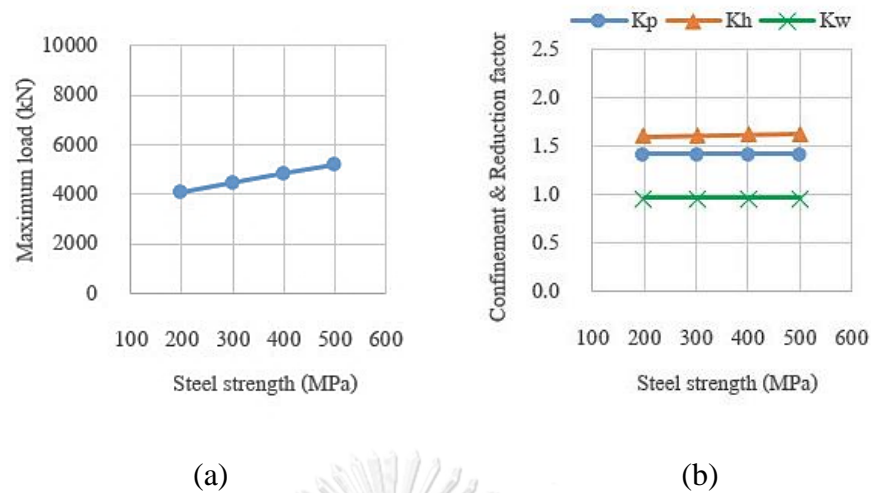 Kp Kh Kw
Maximum load (kN)
10000
8000
6000
4000
2000
0
100 200 300 400 500 600
Steel strength (MPa)
Confinement & Reduction factor
2.5
2.0
1.5
1.0
0.5
0.0
100 200 300 400 500 600
Steel strength (MPa)
(a)
(b)